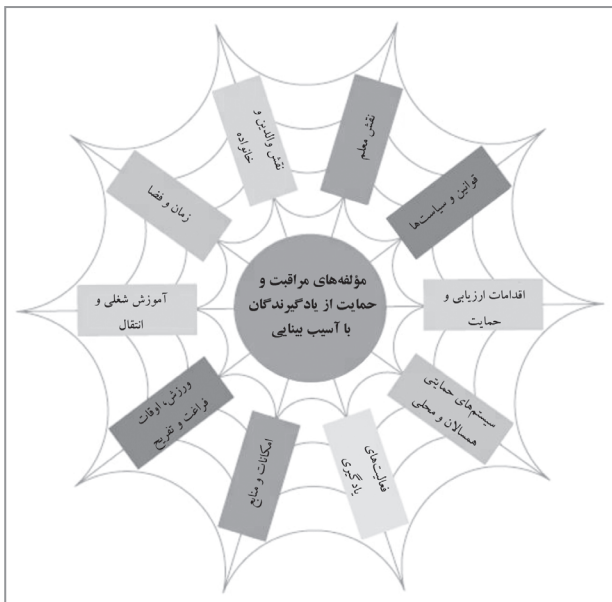 مؤلفه‌های مراقبت و
حمایت از یادگیرندگان
با آسیب بینایی
نقش معلم
قوانین و سیاست‌ها
اقدامات ارزیابی و
حمایت
سیستم‌های حمایتی
همسالان و محلی
فعالیت‌های
یادگیری
امکانات و منابع
ورزش، اوقات
فراغت و تفریح
آموزش شغلی و
انتقال
زمان و فضا
نقش والدین و
خانواده